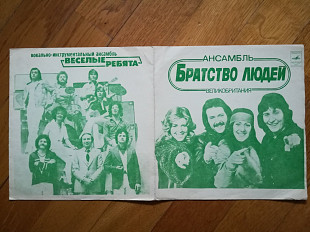 вокально-инструментальный ансамбль
«ВЕСЕЛЫЕ
РЕБЯТА»
АНСАМБЛЬ
БРАТСТВО ЛЮДЕЙ
ВЕЛИКОБРИТАНИЯ